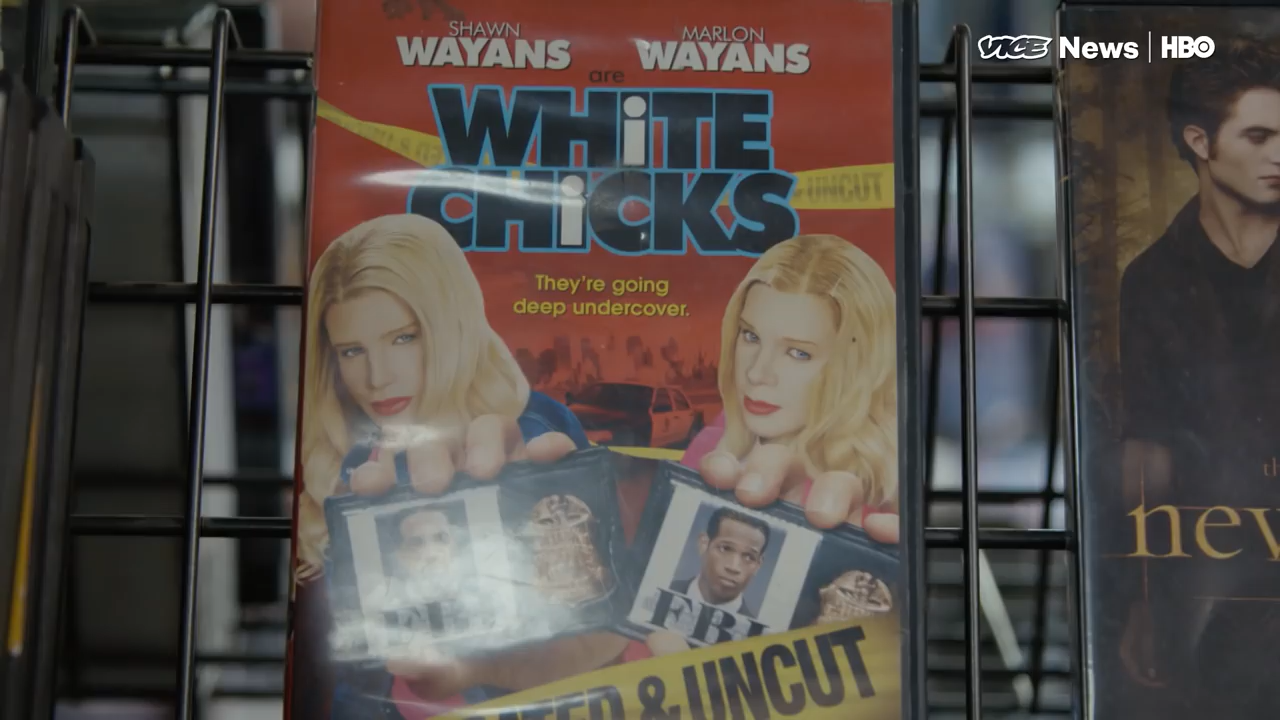 SHAWN
WAYANS
MARLON
WAYANS
are
WHiTE
CHiCKS
UNCUT
They're going
deep undercover.
FBI
& UNCUT
new
VICE News | HBO